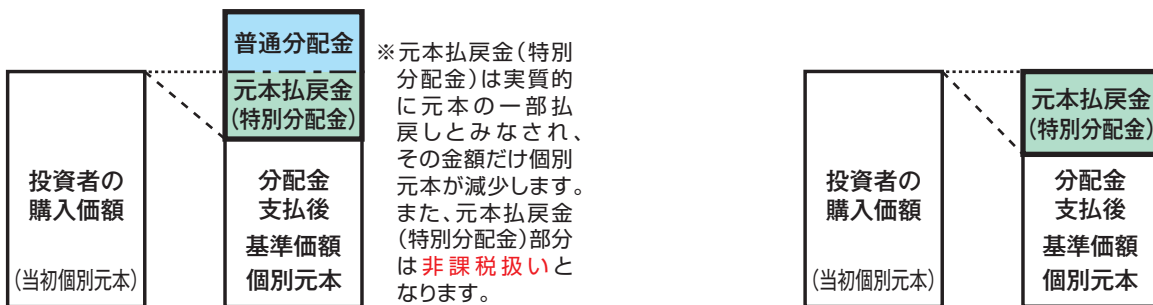 普通分配金
元本払戻金
(特別分配金)
投資者の
購入価額
(当初個別元本)
分配金
支払後
基準価額
個別元本
※元本払戻金(特別
分配金)は実質的
に元本の一部払
戻しとみなされ、
その金額だけ個別
元本が減少します。
また、元本払戻金
(特別分配金)部分
は非課税扱いと
なります。
投資者の
購入価額
(当初個別元本)
元本払戻金
(特別分配金)
分配金
支払後
基準価額
個別元本